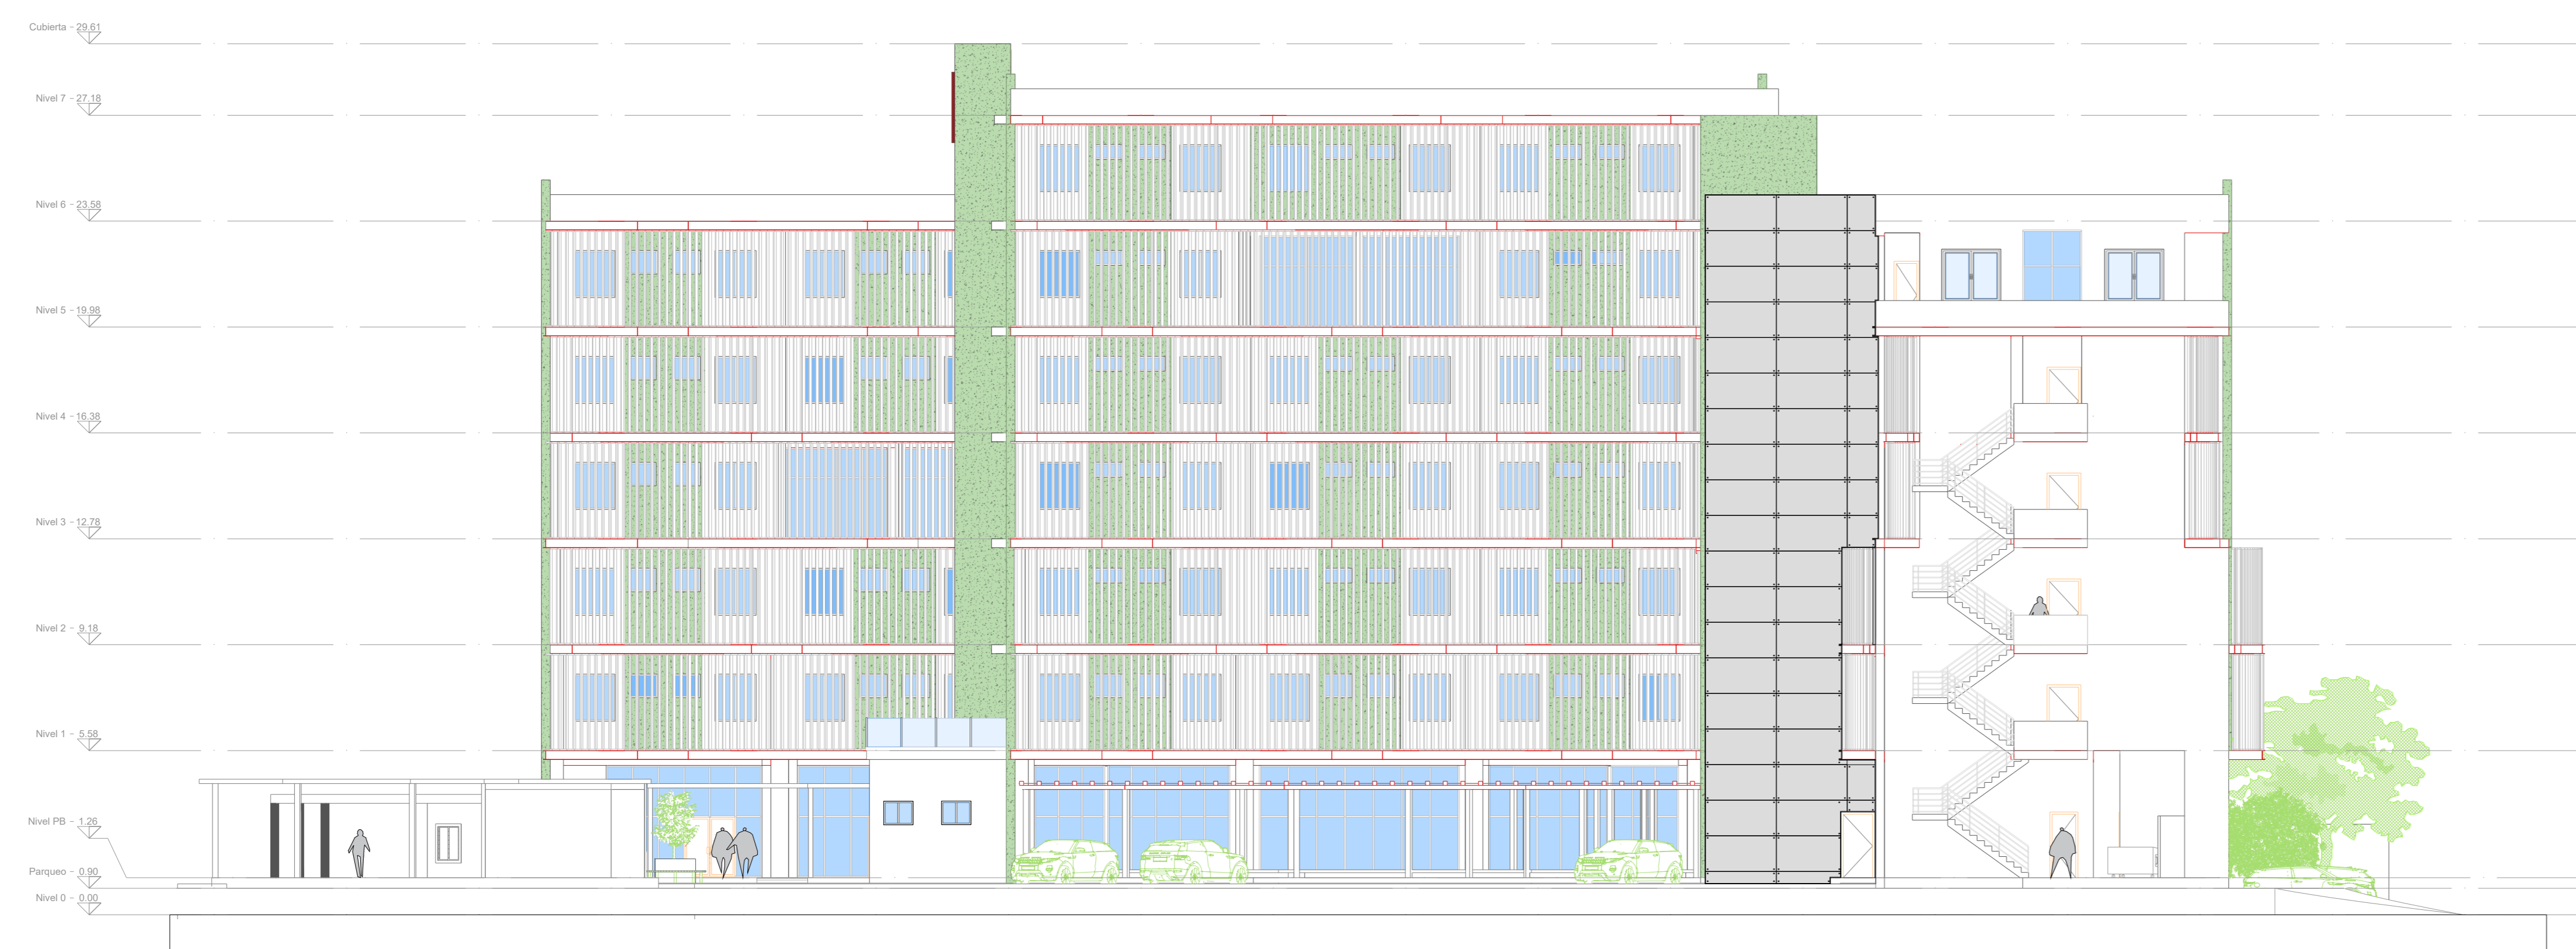 Cubierta - 29.61
Nivel 7 - 27.18
Nivel 6 - 23.58
Nivel 5 - 19.98
Nivel 4 - 16.38
Nivel 3 - 12.78
Nivel 2 - 9.18
Nivel 1 - 5.58
Nivel PB - 1.26
Parqueo - 0.90
Nivel 0 - 0.00